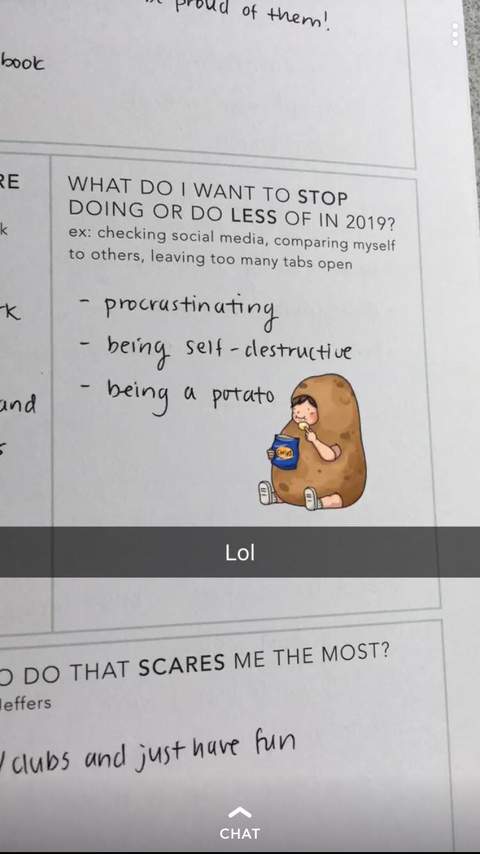 proud of them!
book
RE
WHAT DO I WANT TO STOP
DOING OR DO LESS OF IN 2019?
ex: checking social media, comparing myself
to others, leaving too many tabs open
k
- procrastinating
- being self-destructive
- being a potato
and
Lol
O DO THAT SCARES ME THE MOST?
Jeffers
/clubs and just have fun
CHAT